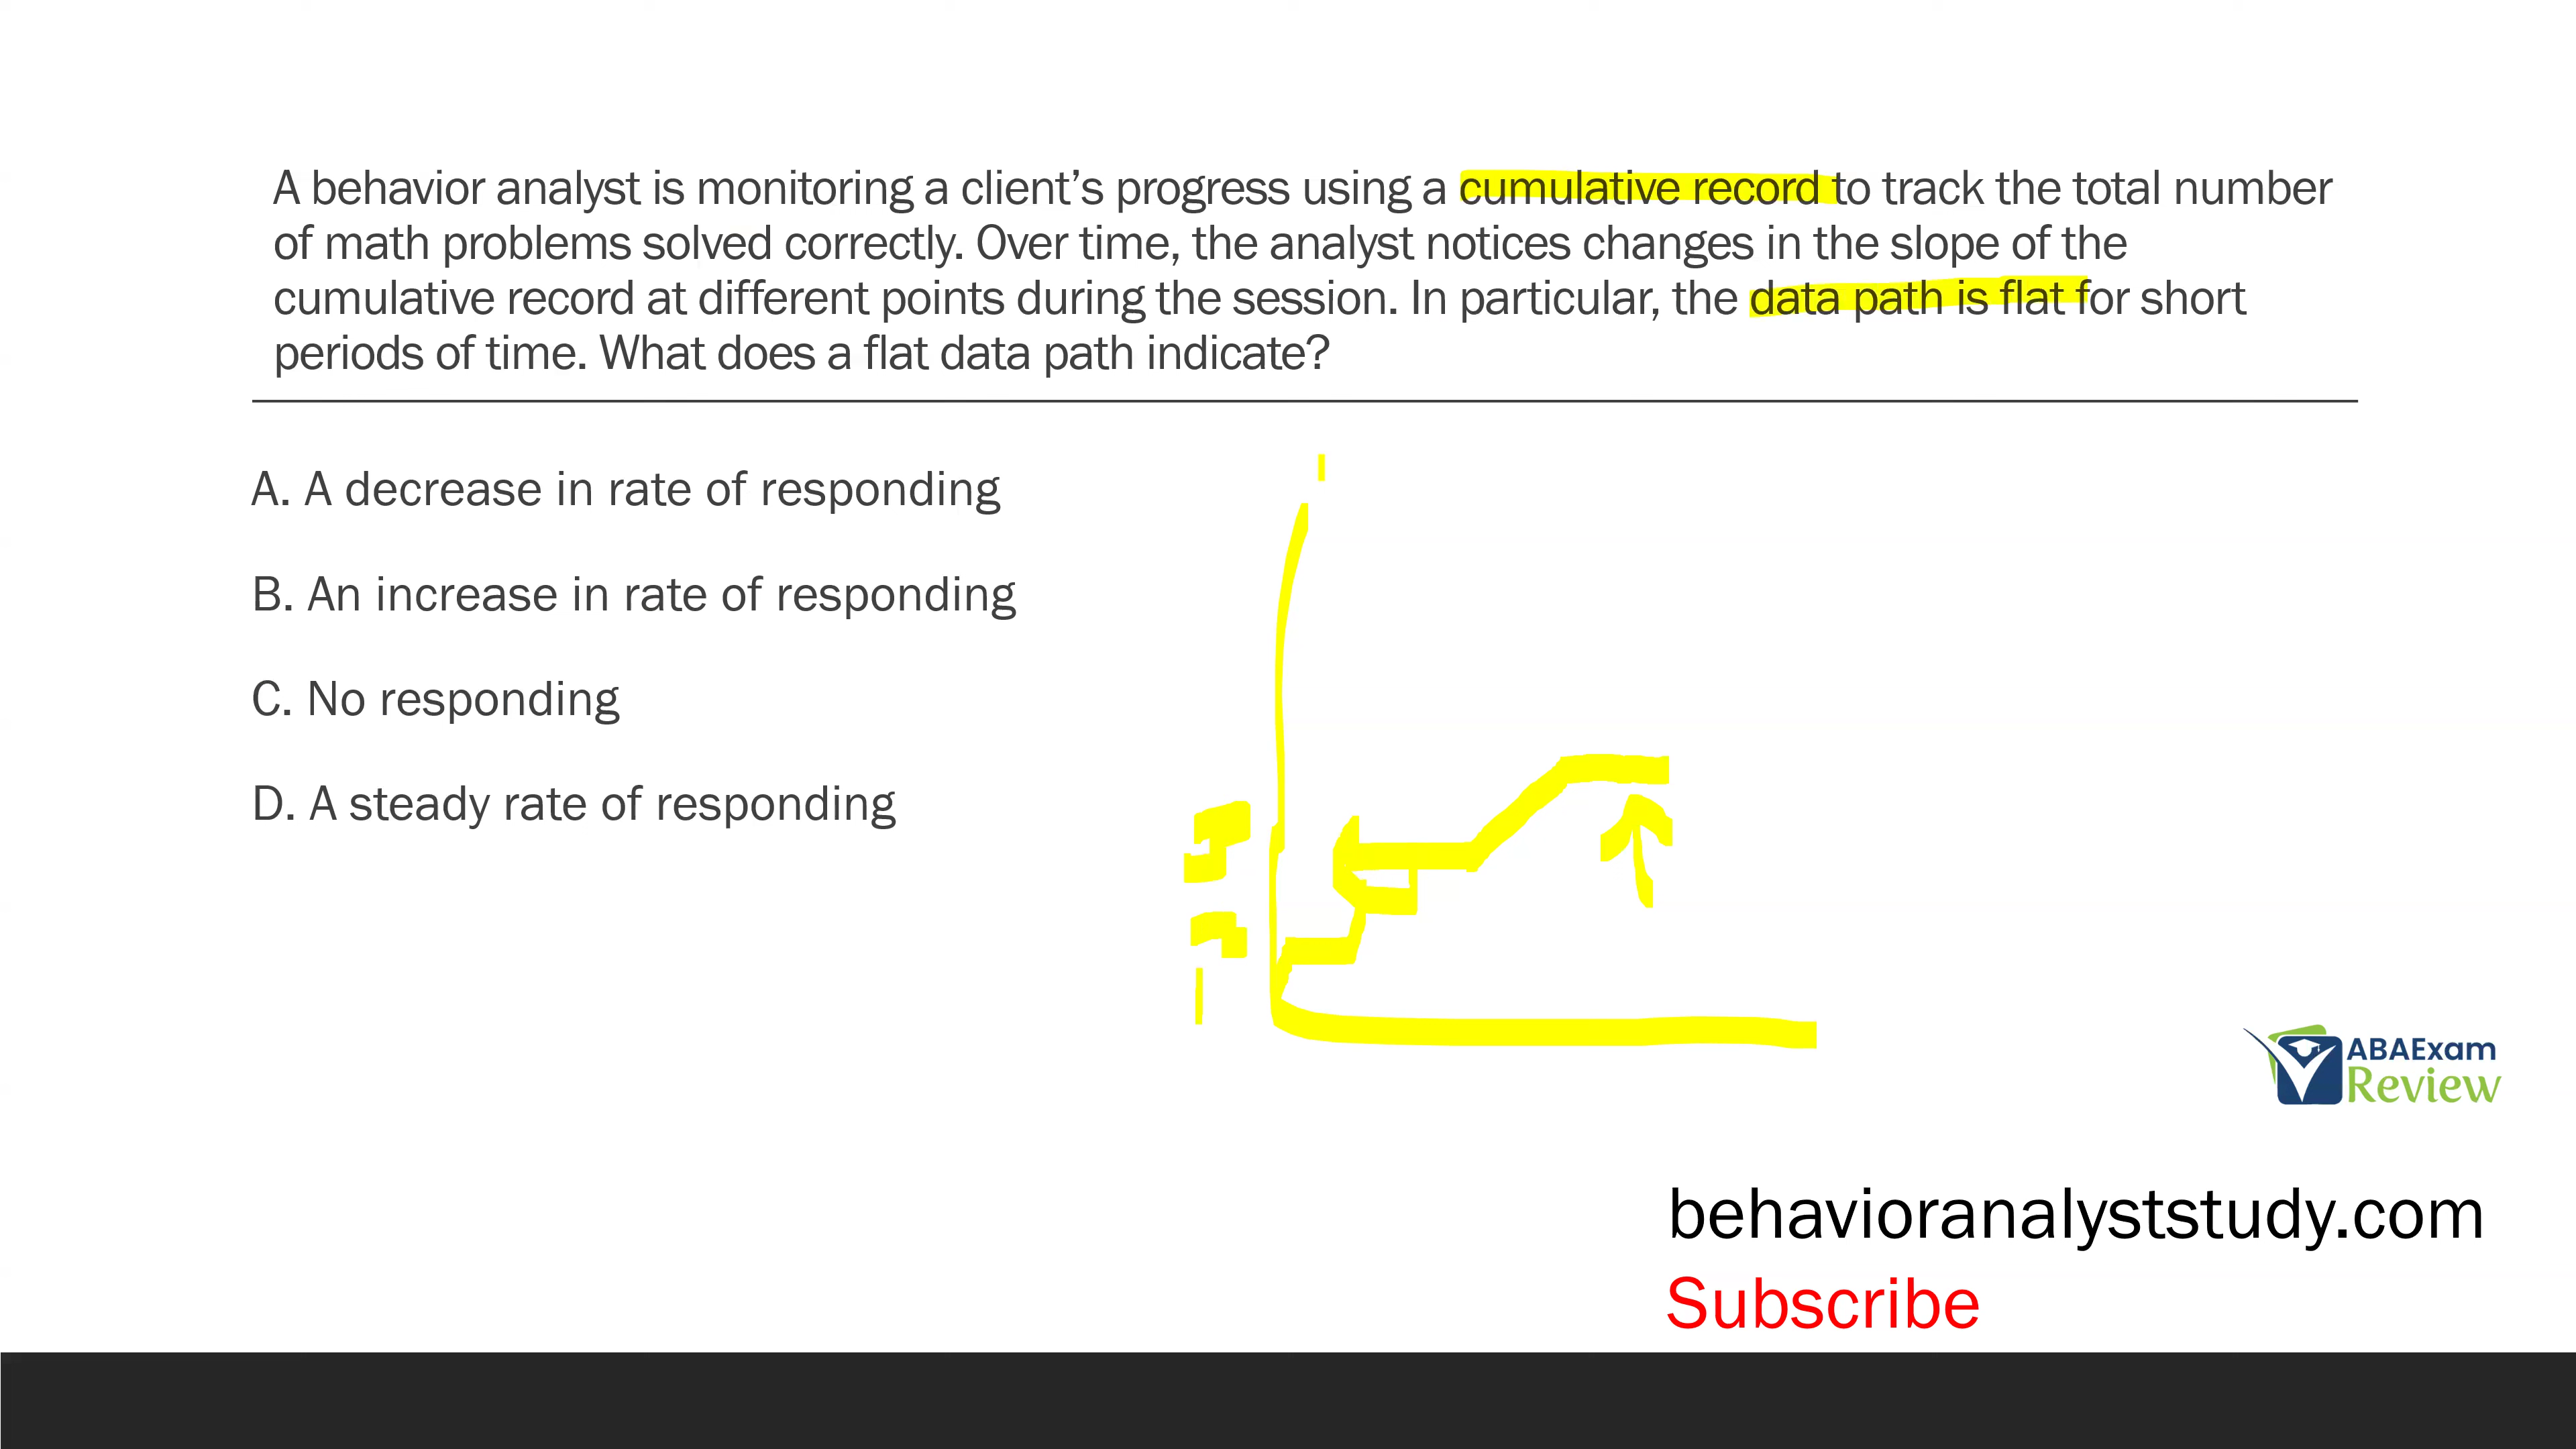 A behavior analyst is monitoring a client’s progress using a cumulative record to track the total number
of math problems solved correctly. Over time, the analyst notices changes in the slope of the
cumulative record at different points during the session. In particular, the data path is flat for short
periods of time. What does a flat data path indicate?
A. A decrease in rate of responding
B. An increase in rate of responding
C. No responding
D. A steady rate of responding
ABAExam
Review
behavioranalyststudy.com
Subscribe